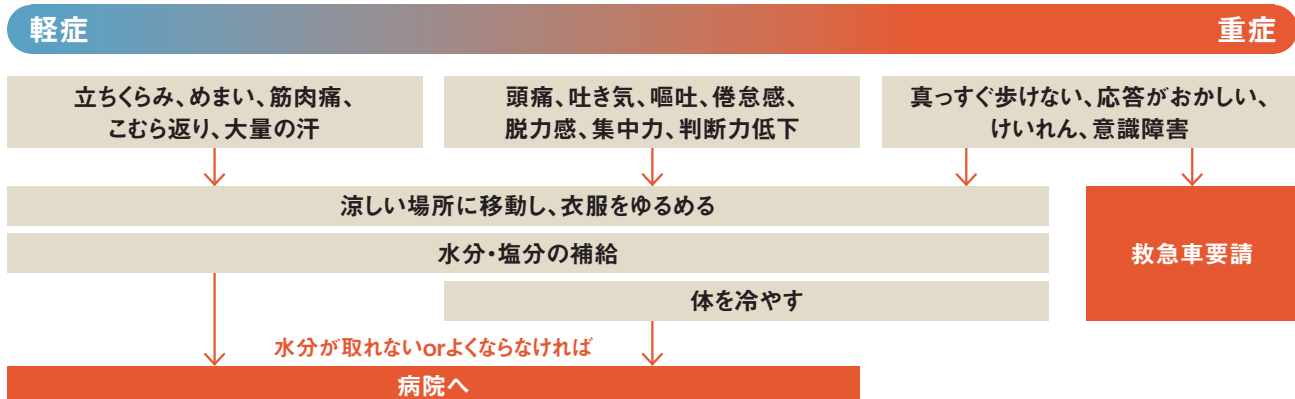 軽症
重症
立ちくらみ、めまい、筋肉痛、
こむら返り、大量の汗
頭痛、吐き気、嘔吐、倦怠感、
脱力感、集中力、判断力低下
真っすぐ歩けない、応答がおかしい、
けいれん、意識障害
涼しい場所に移動し、衣服をゆるめる
水分・塩分の補給
救急車要請
体を冷やす
水分が取れないorよくならなければ
病院へ